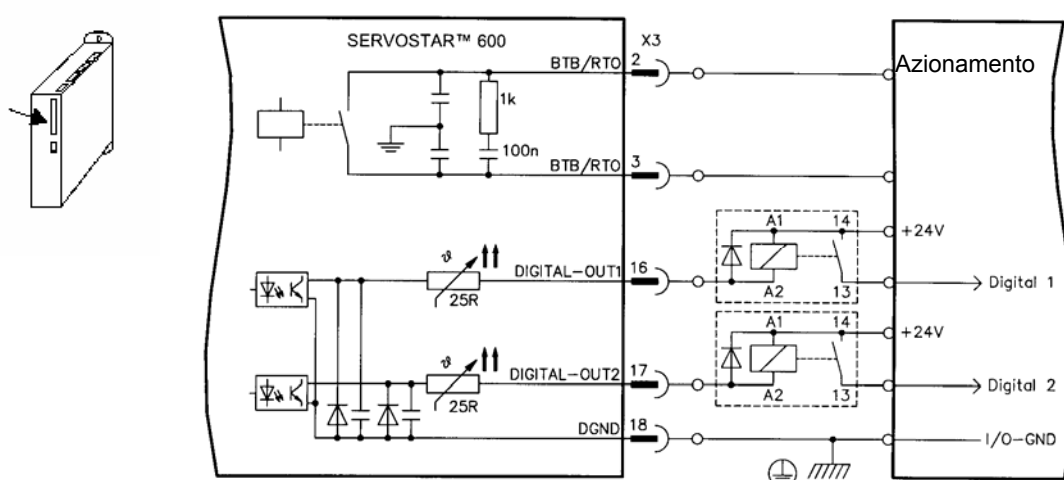 SERVOSTAR™ 600
X3
BTB/RTO 2
Azionamento
1k
100n
BTB/RTO 3
A1 14
+24V
DIGITAL-OUT1 16
ϑ
25R
A2 13
Digital 1
A1 14
+24V
DIGITAL-OUT2 17
ϑ
25R
A2 13
Digital 2
DGND 18
I/O-GND